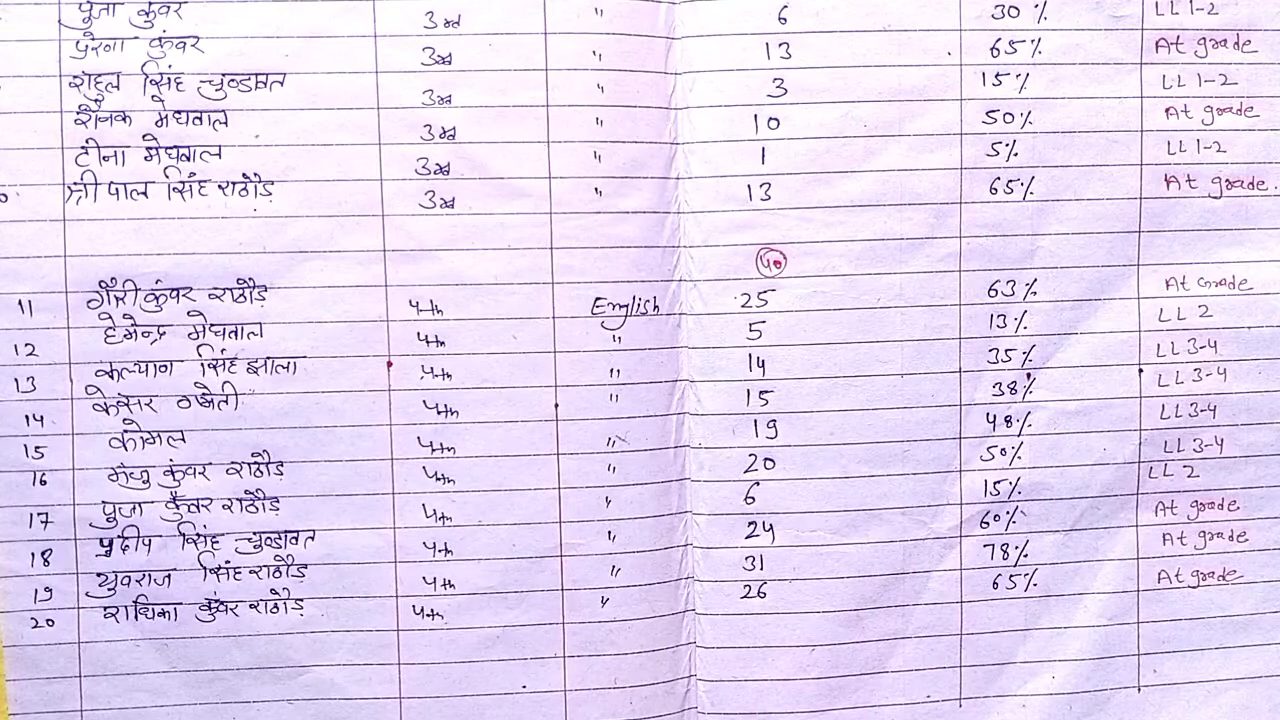 पुजा कुंवर 3rd " 6 30% LL 1-2
प्रेरणा कुंवर 3rd " 13 65% At grade
राहुल सिंह चुण्डावत 3rd " 3 15% LL 1-2
रौनक मेघवाल 3rd " 10 50% At grade
टीना मेघवाल 3rd " 1 5% LL 1-2
श्रीपाल सिंह राठौड़ 3rd " 13 65% At grade.
40
11 गौरी कुंवर राठौड़ 4th English 25 63% At Grade
12 हेमेन्द्र मेघवाल 4th " 5 13% LL 2
13 कल्याण सिंह झाला 4th " 14 35% LL 3-4
14 केसर 4th " 15 38% LL 3-4
15 कोमल 4th " 19 48% LL 3-4
16 मंजु कुंवर राठौड़ 4th " 20 50% LL 3-4
17 पुजा कुँवर राठौड़ 4th " 6 15% LL 2
18 प्रदीप सिंह चुण्डावत 4th " 24 60% At grade
19 युवराज सिंह राठौड़ 4th " 31 78% At grade
20 राधिका कुंवर राठौड़ 4th " 26 65% At grade